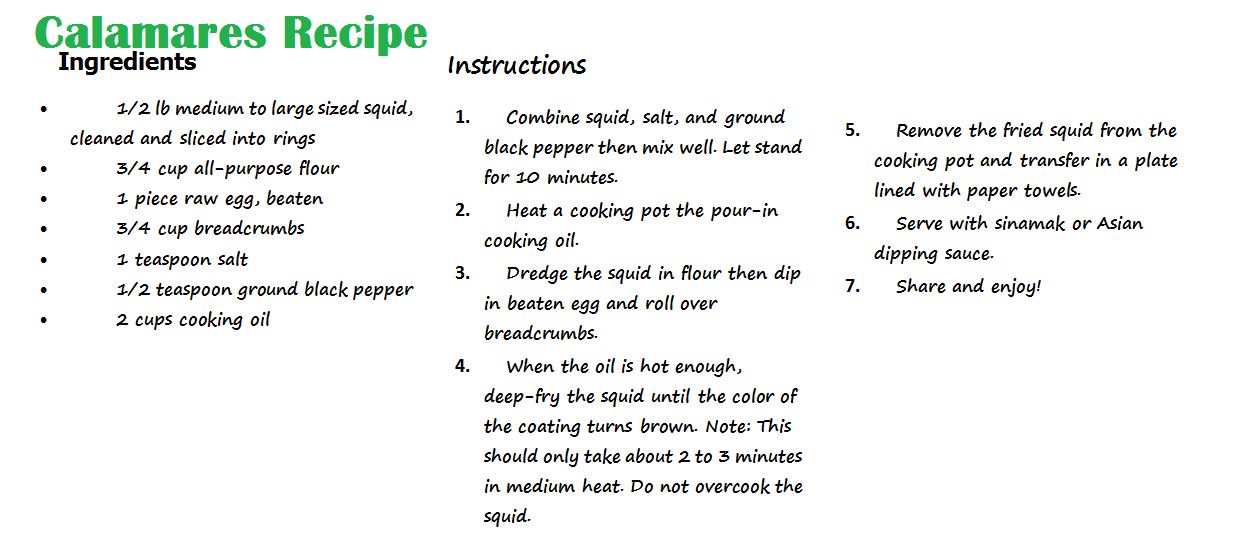 Calamares Recipe
Ingredients
• 1/2 lb medium to large sized squid,
cleaned and sliced into rings
• 3/4 cup all-purpose flour
• 1 piece raw egg, beaten
• 3/4 cup breadcrumbs
• 1 teaspoon salt
• 1/2 teaspoon ground black pepper
• 2 cups cooking oil
Instructions
1. Combine squid, salt, and ground
black pepper then mix well. Let stand
for 10 minutes.
2. Heat a cooking pot the pour-in
cooking oil.
3. Dredge the squid in flour then dip
in beaten egg and roll over
breadcrumbs.
4. When the oil is hot enough,
deep-fry the squid until the color of
the coating turns brown. Note: This
should only take about 2 to 3 minutes
in medium heat. Do not overcook the
squid.
5. Remove the fried squid from the
cooking pot and transfer in a plate
lined with paper towels.
6. Serve with sinamak or Asian
dipping sauce.
7. Share and enjoy!